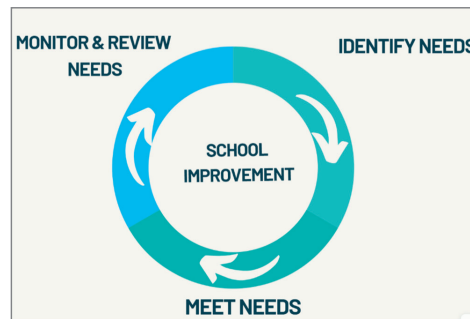 MONITOR & REVIEW
NEEDS
IDENTIFY NEEDS
SCHOOL
IMPROVEMENT
MEET NEEDS